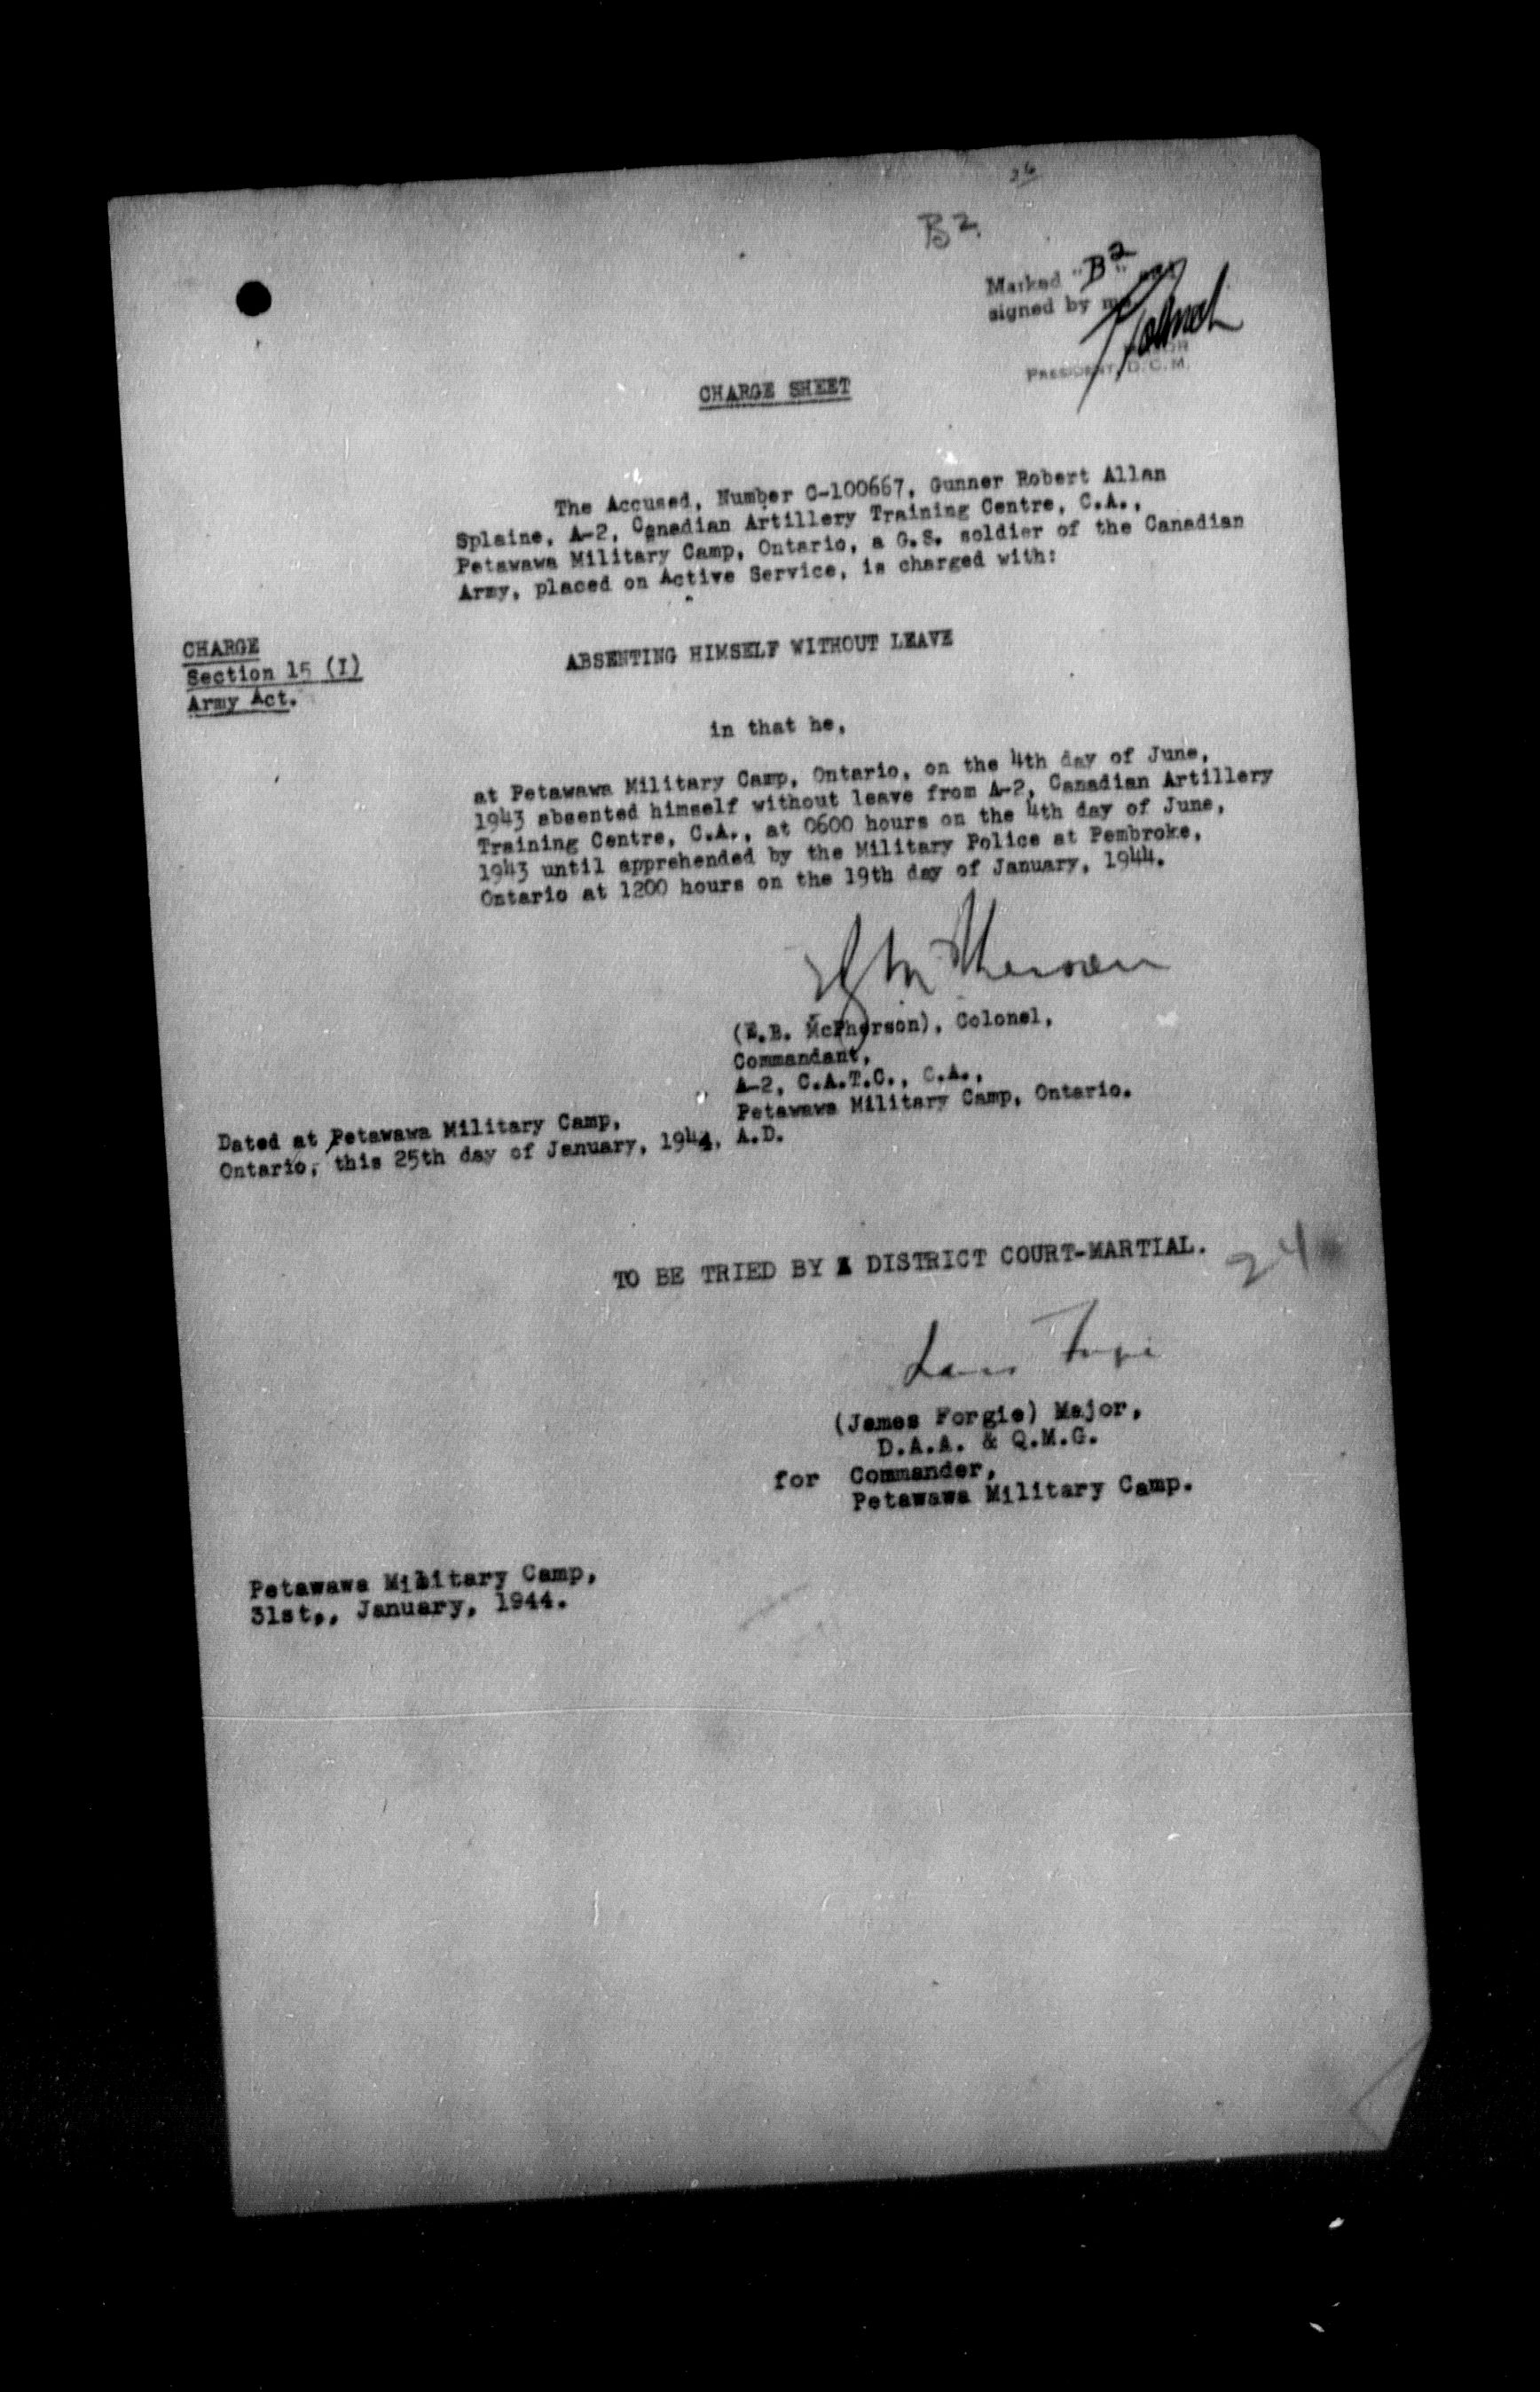 26
B2.
Marked "B2" and
signed by me
MAJOR
PRESIDENT, D.C.M.
CHARGE SHEET
The Accused, Number C-100667, Gunner Robert Allan
Splaine, A-2, Canadian Artillery Training Centre, C.A.,
Petawawa Military Camp, Ontario, a G.S. soldier of the Canadian
Army, placed on Active Service, is charged with:
CHARGE
Section 15 (I)
Army Act.
ABSENTING HIMSELF WITHOUT LEAVE
in that he,
at Petawawa Military Camp, Ontario, on the 4th day of June,
1943 absented himself without leave from A-2, Canadian Artillery
Training Centre, C.A., at 0600 hours on the 4th day of June,
1943 until apprehended by the Military Police at Pembroke,
Ontario at 1200 hours on the 19th day of January, 1944.
(E.B. McPherson), Colonel,
Commandant,
A-2, C.A.T.C., C.A.,
Petawawa Military Camp, Ontario.
Dated at Petawawa Military Camp,
Ontario, this 25th day of January, 1944, A.D.
TO BE TRIED BY A DISTRICT COURT-MARTIAL.
24
(James Forgie) Major,
D.A.A. & Q.M.G.
for Commander,
Petawawa Military Camp.
Petawawa Military Camp,
31st,, January, 1944.